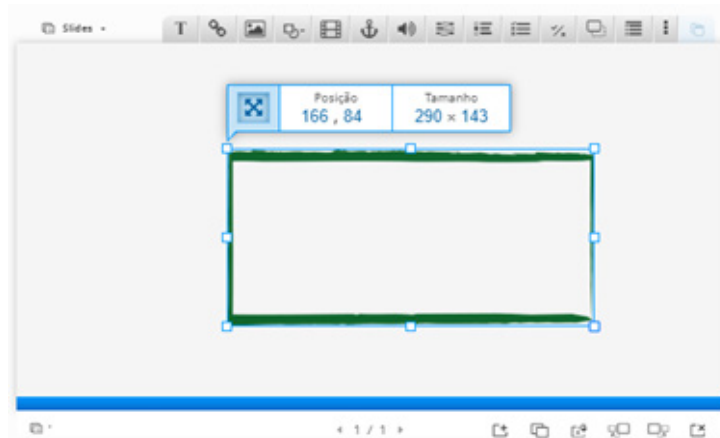 Slides
T
Posição
166 , 84
Tamanho
290 × 143
1 / 1